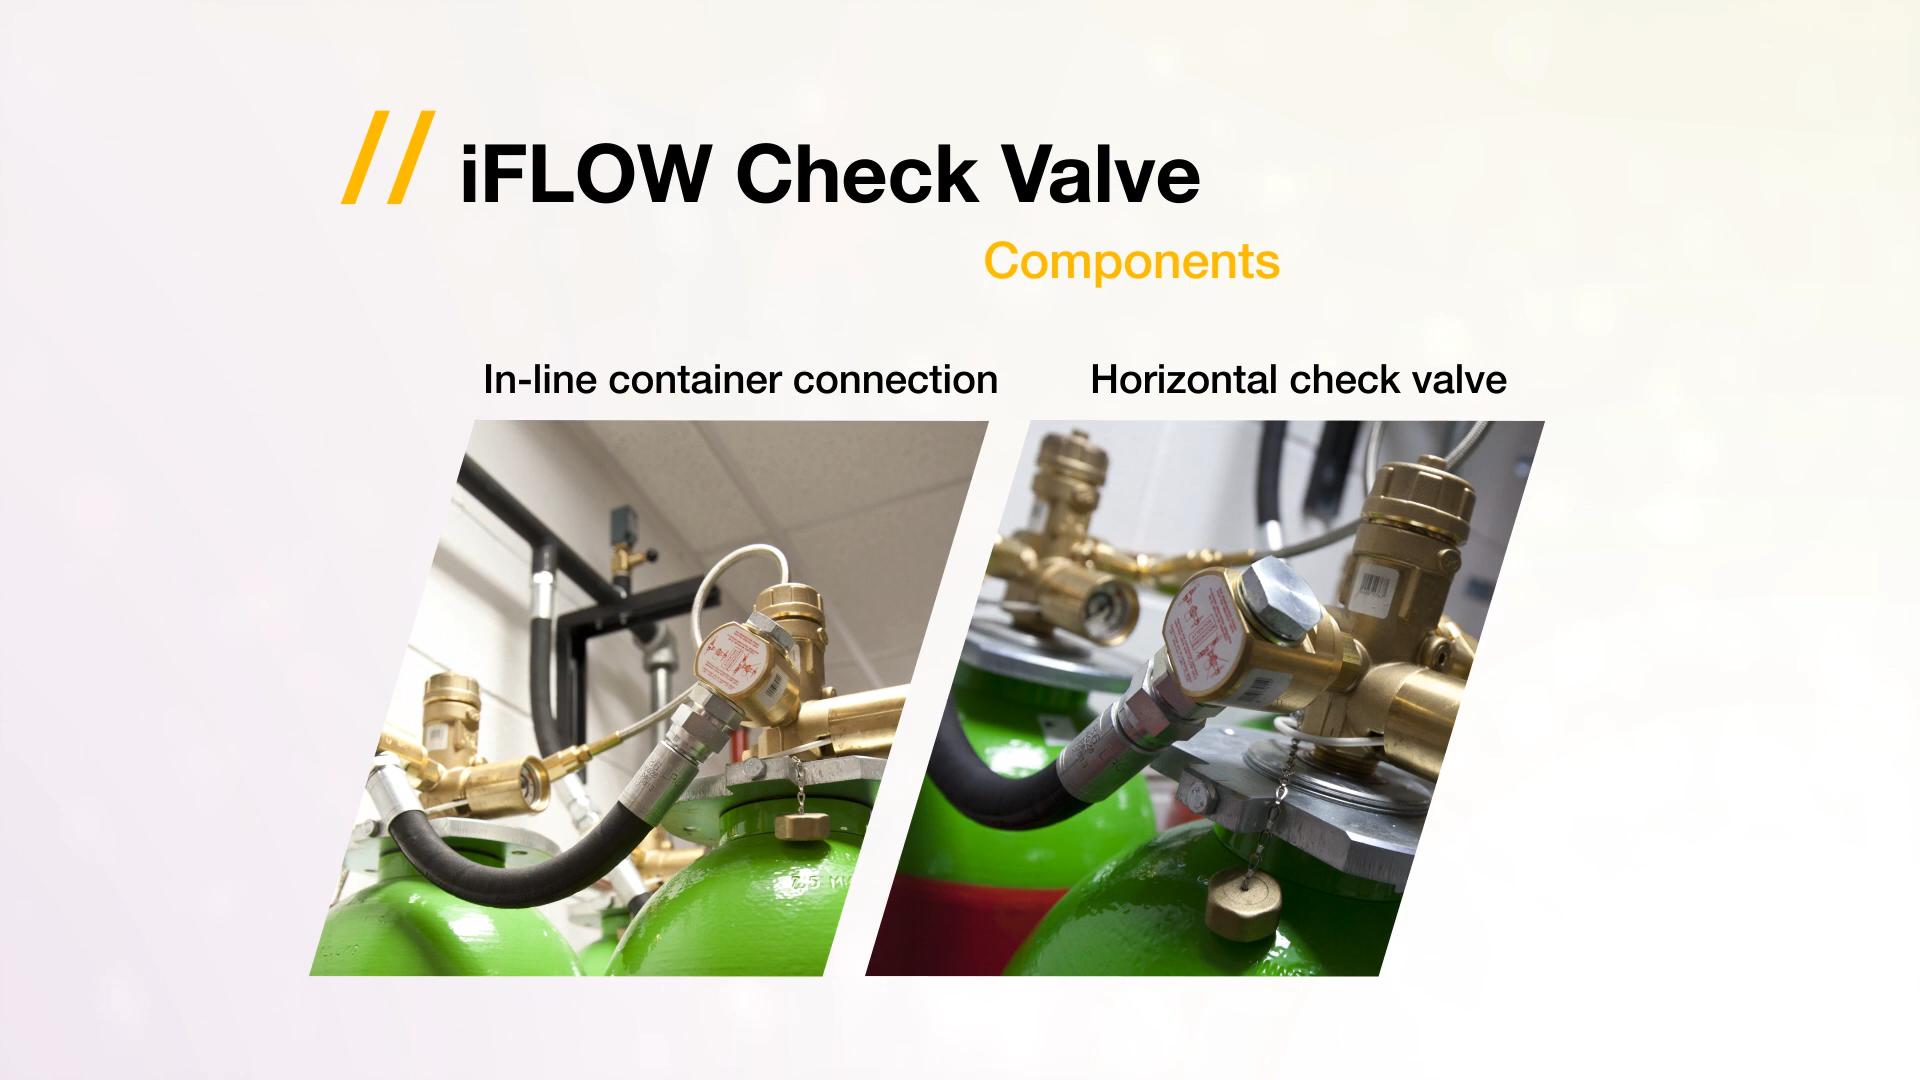 // iFLOW Check Valve
Components
In-line container connection
Horizontal check valve